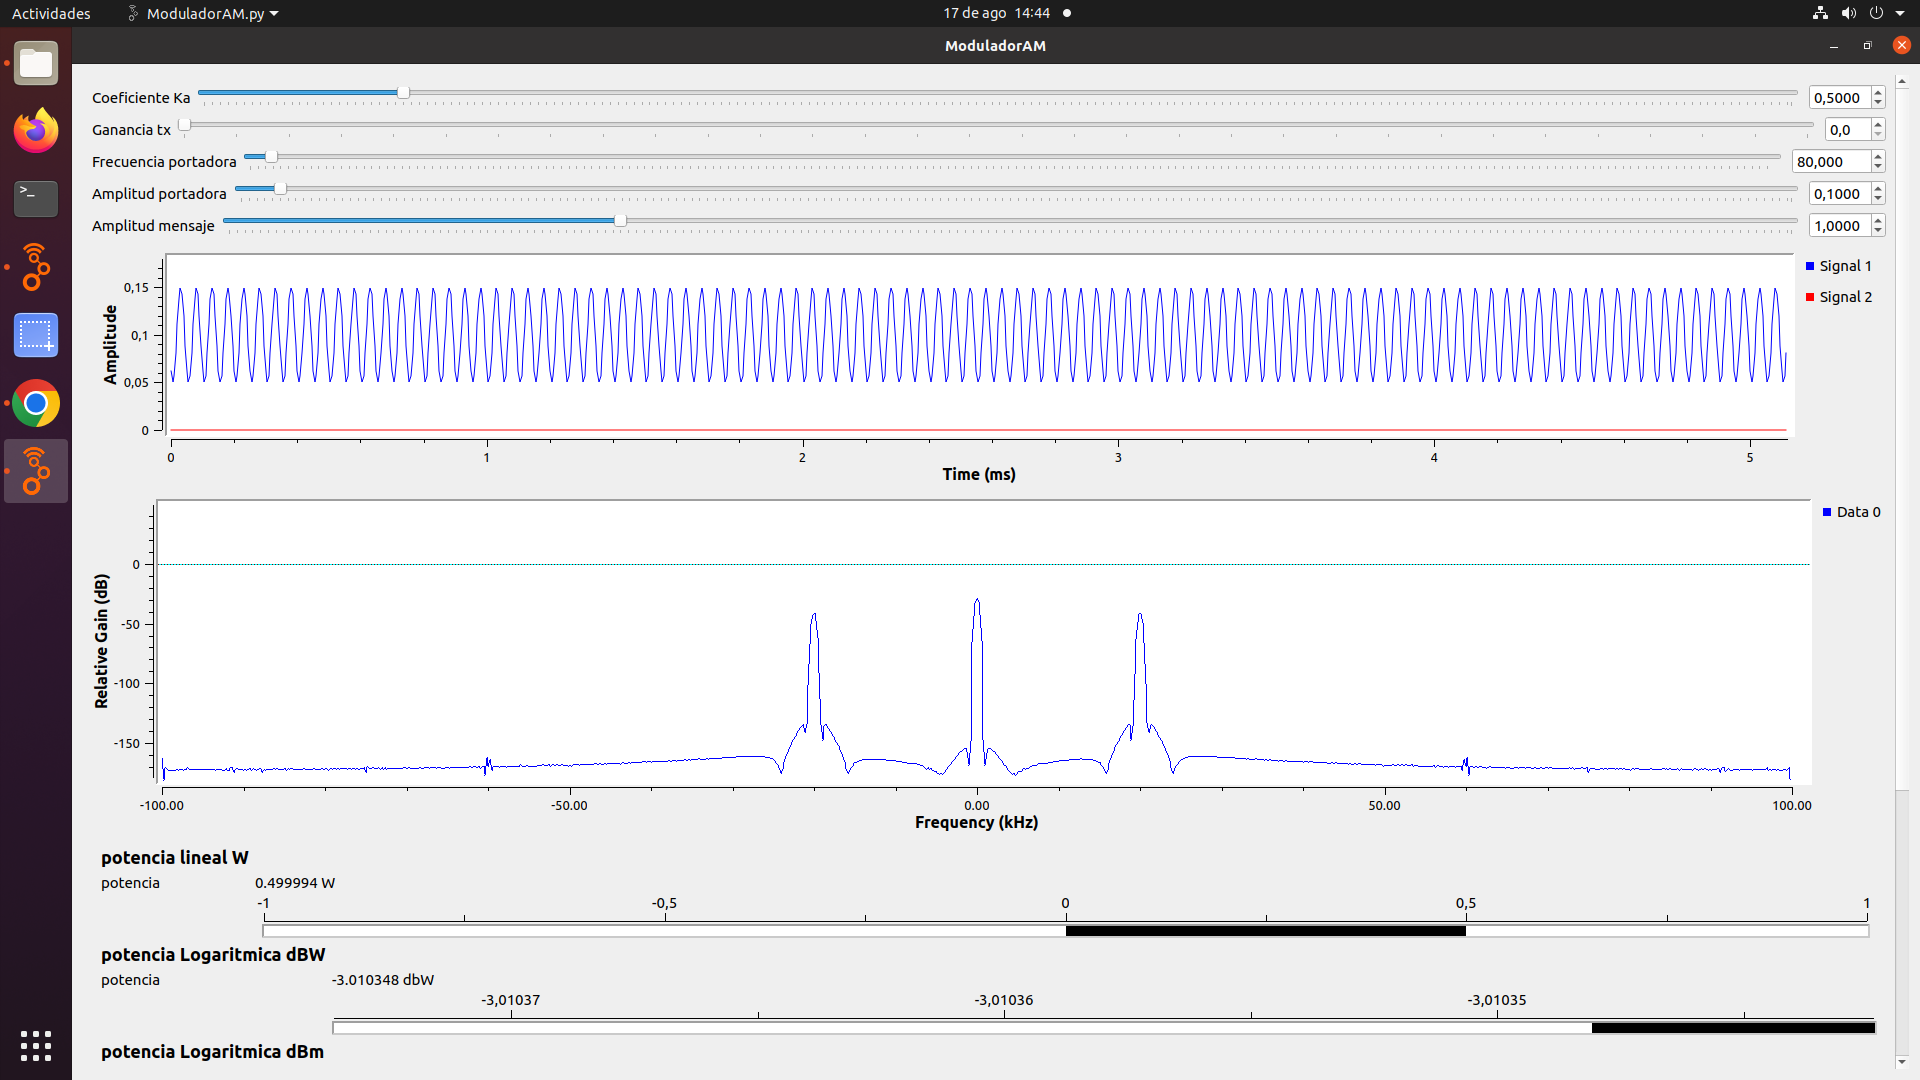 Actividades ModuladorAM.py 17 de ago 14:44
ModuladorAM
Coeficiente Ka 0,5000
Ganancia tx 0,0
Frecuencia portadora 80,000
Amplitud portadora 0,1000
Amplitud mensaje 1,0000
Amplitude
0,15
0,1
0,05
0
0 1 2 3 4 5
Time (ms)
Signal 1
Signal 2
Relative Gain (dB)
0
-50
-100
-150
-100.00 -50.00 0.00 50.00 100.00
Frequency (kHz)
Data 0
potencia lineal W
potencia 0.499994 W
-1 -0,5 0 0,5 1
potencia Logaritmica dBW
potencia -3.010348 dbW
-3,01037 -3,01036 -3,01035
potencia Logaritmica dBm